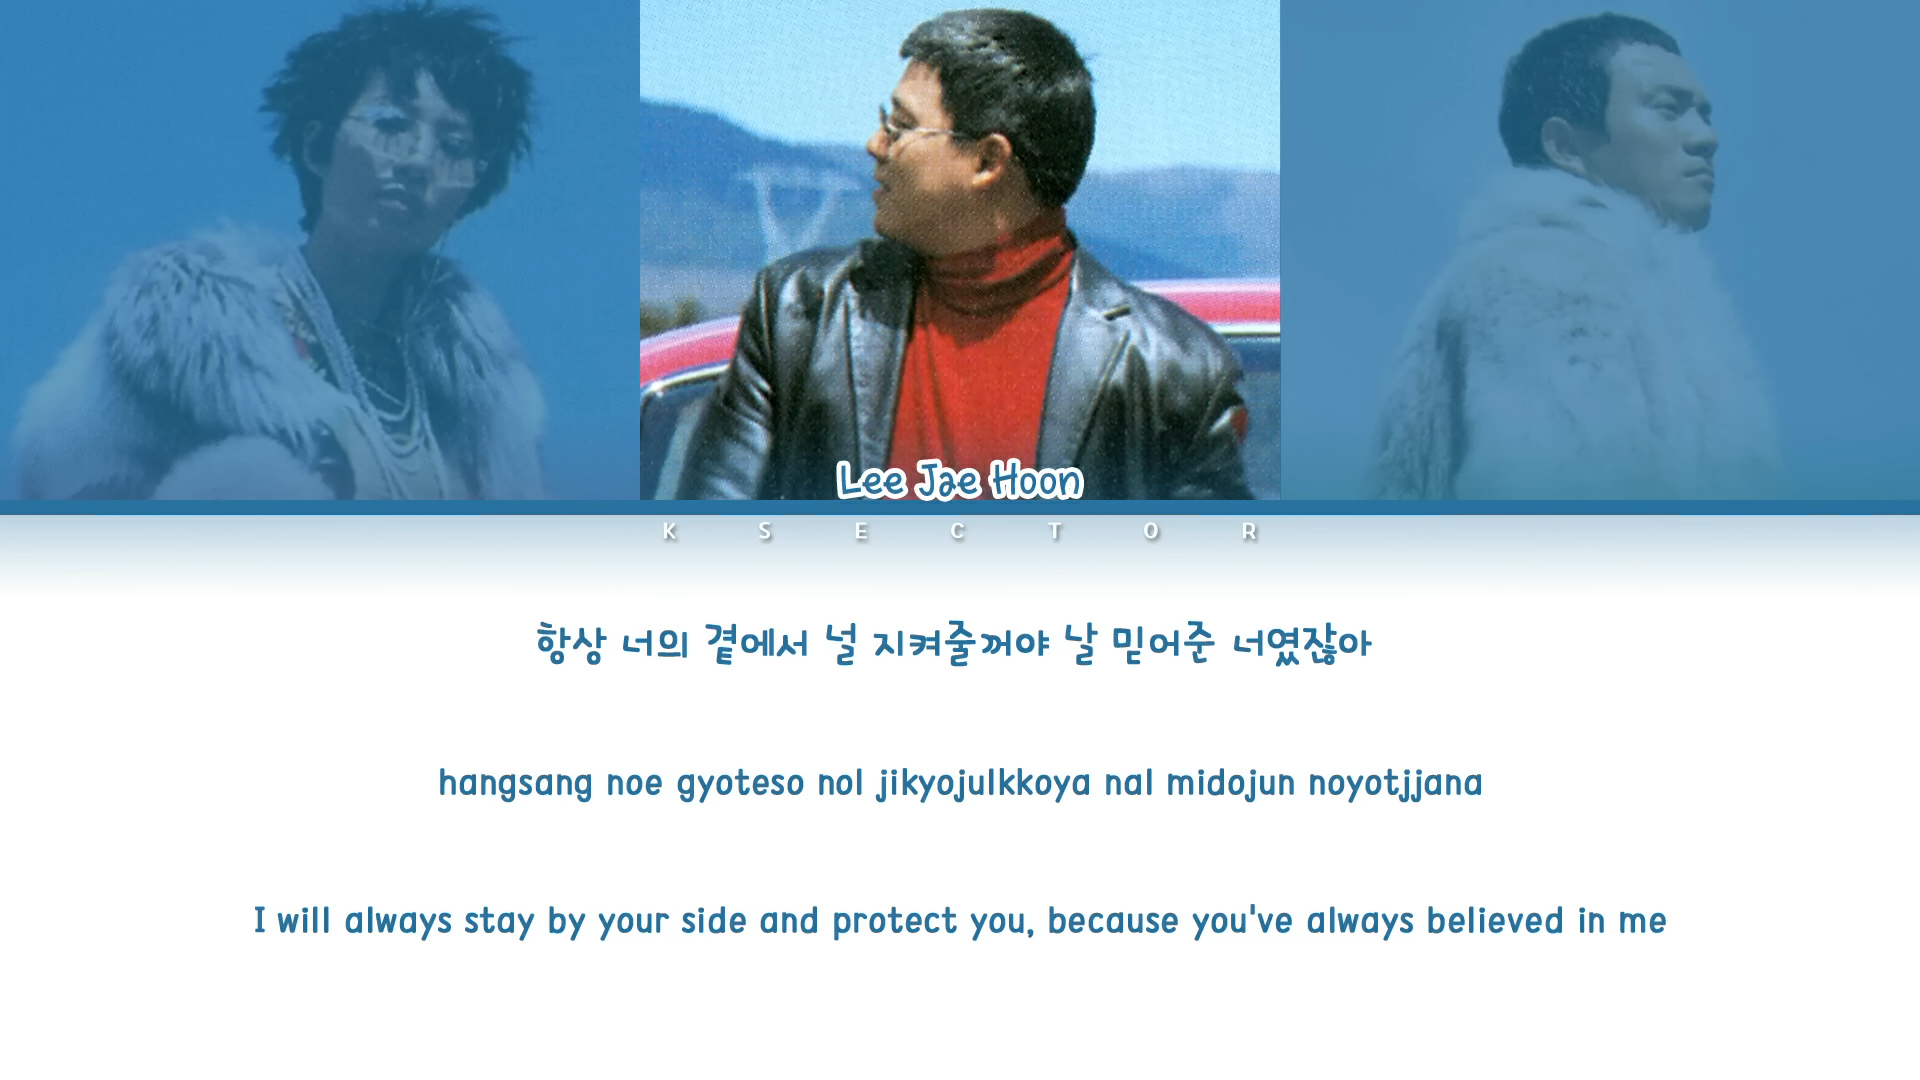 Lee Jae Hoon
K S E C T O R
항상 너의 곁에서 널 지켜줄꺼야 날 믿어준 너였잖아
hangsang noe gyoteso nol jikyojulkkoya nal midojun noyotjjana
I will always stay by your side and protect you, because you've always believed in me